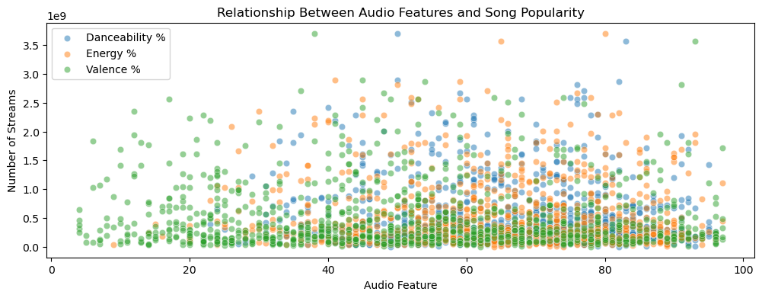 Relationship Between Audio Features and Song Popularity
1e9
Danceability %
Energy %
Valence %
3.5
3.0
2.5
2.0
1.5
1.0
0.5
0.0
Number of Streams
0 20 40 60 80 100
Audio Feature